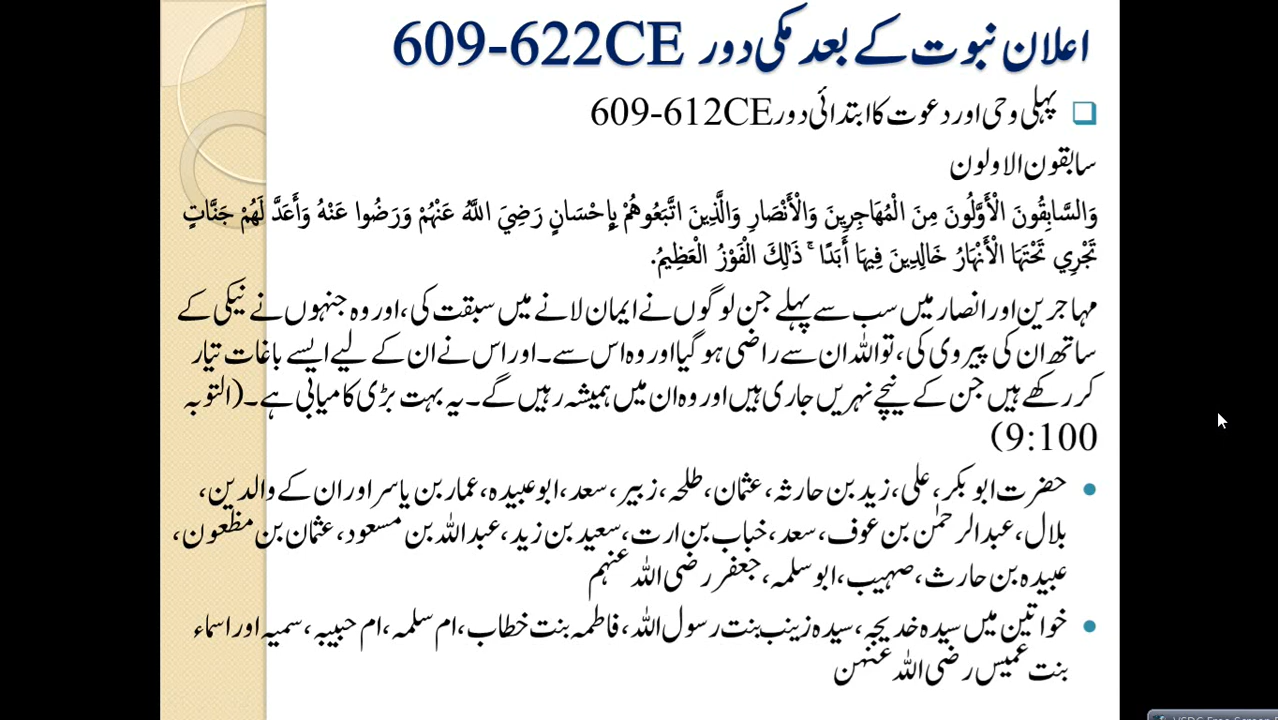 اعلان نبوت کے بعد مکی دور 609-622CE
پہلی وحی اور دعوت کا ابتدائی دور 609-612CE
سابقون الاولون
وَالسَّابِقُونَ الْأَوَّلُونَ مِنَ الْمُهَاجِرِينَ وَالْأَنْصَارِ وَالَّذِينَ اتَّبَعُوهُمْ بِإِحْسَانٍ رَضِيَ اللَّهُ عَنْهُمْ وَرَضُوا عَنْهُ وَأَعَدَّ لَهُمْ جَنَّاتٍ
تَجْرِي تَحْتَهَا الْأَنْهَارُ خَالِدِينَ فِيهَا أَبَدًا ۚ ذَٰلِكَ الْفَوْزُ الْعَظِيمُ.
مہاجرین اور انصار میں سب سے پہلے جن لوگوں نے ایمان لانے میں سبقت کی، اور وہ جنہوں نے نیکی کے
ساتھ ان کی پیروی کی، تو اللہ ان سے راضی ہو گیا اور وہ اس سے۔ اور اس نے ان کے لیے ایسے باغات تیار
کر رکھے ہیں جن کے نیچے نہریں جاری ہیں اور وہ ان میں ہمیشہ رہیں گے۔ یہ بہت بڑی کامیابی ہے۔ (التوبہ
9:100)
حضرت ابوبکر، علی، زید بن حارثہ، عثمان، طلحہ، زبیر، سعد، ابوعبیدہ، عمار بن یاسر اور ان کے والدین،
بلال، عبدالرحمٰن بن عوف، سعد، خباب بن ارت، سعید بن زید، عبداللہ بن مسعود، عثمان بن مظعون،
عبیدہ بن حارث، صہیب، ابو سلمہ، جعفر رضی اللہ عنہم
خواتین میں سیدہ خدیجہ، سیدہ زینب بنت رسول اللہ، فاطمہ بنت خطاب، ام سلمہ، ام حبیبہ، سمیہ اور اسماء
بنت عمیس رضی اللہ عنہن